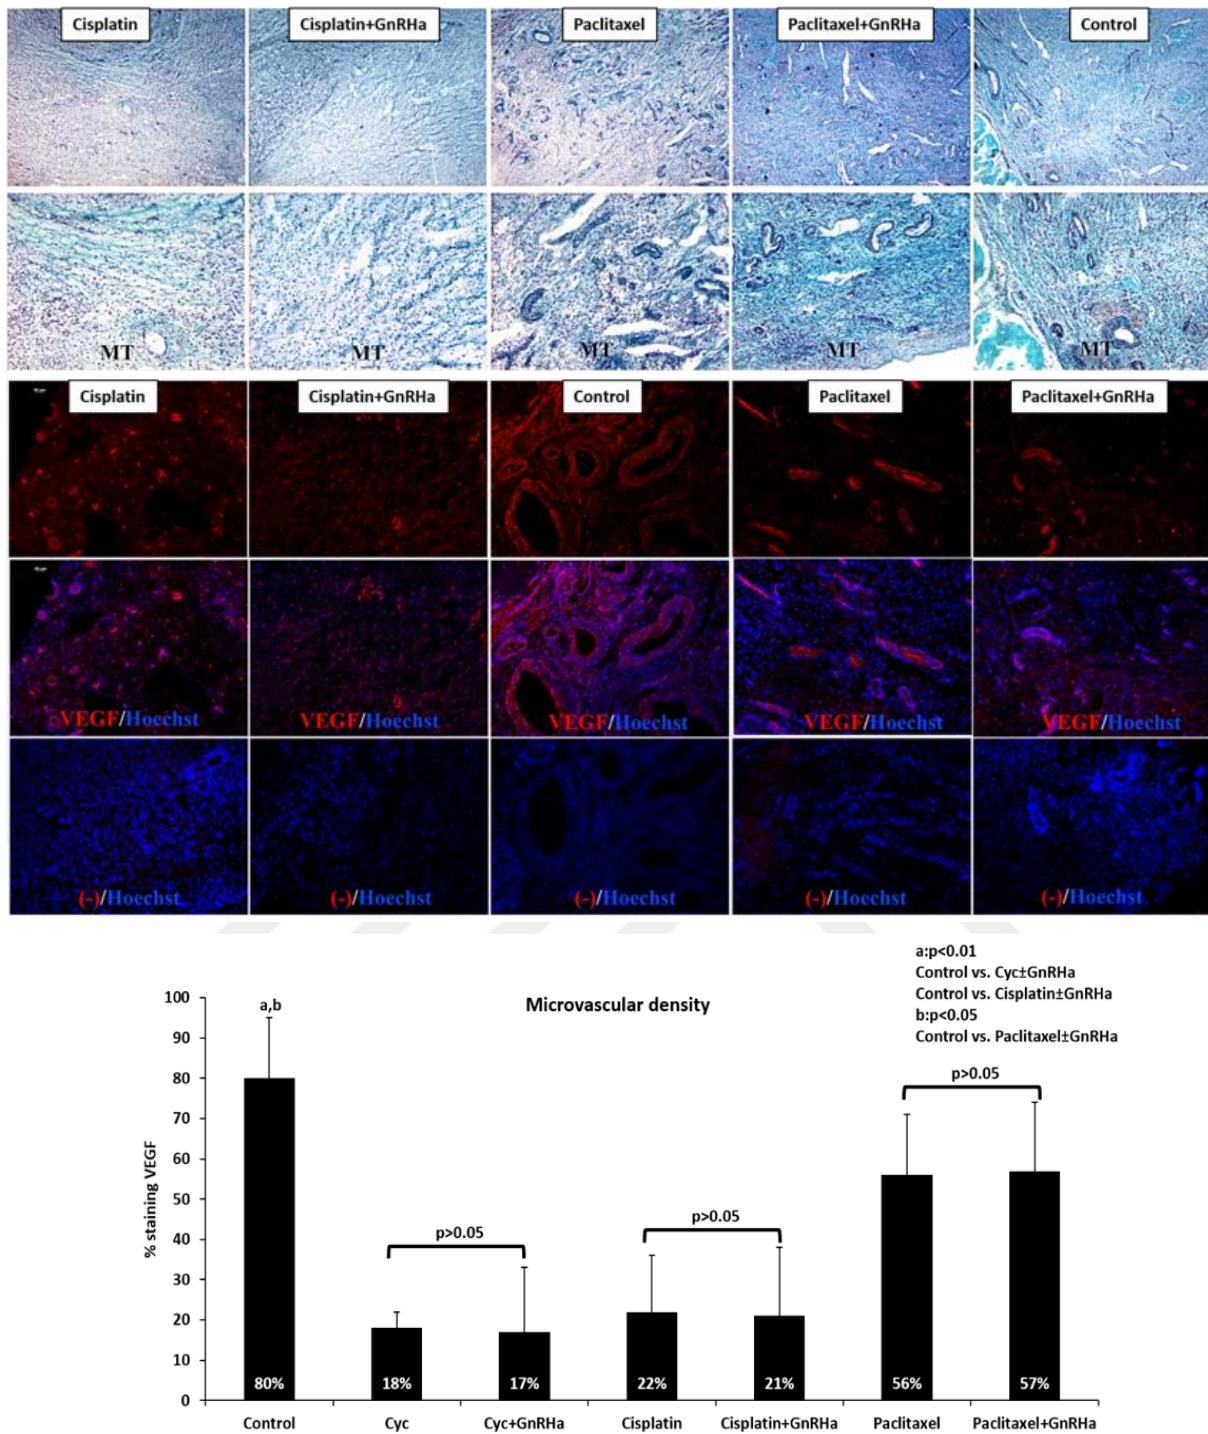 Cisplatin
Cisplatin+GnRHa
Paclitaxel
Paclitaxel+GnRHa
Control
MT
MT
MT
MT
MT
Cisplatin
Cisplatin+GnRHa
Control
Paclitaxel
Paclitaxel+GnRHa
VEGF/Hoechst
VEGF/Hoechst
VEGF/Hoechst
VEGF/Hoechst
VEGF/Hoechst
(-)/Hoechst
(-)/Hoechst
(-)/Hoechst
(-)/Hoechst
(-)/Hoechst
a:p<0.01
Control vs. Cyc±GnRHa
Control vs. Cisplatin±GnRHa
b:p<0.05
Control vs. Paclitaxel±GnRHa
Microvascular density
% staining VEGF
100
90
80
70
60
50
40
30
20
10
0
a,b
p>0.05
p>0.05
p>0.05
80%
18%
17%
22%
21%
56%
57%
Control
Cyc
Cyc+GnRHa
Cisplatin
Cisplatin+GnRHa
Paclitaxel
Paclitaxel+GnRHa